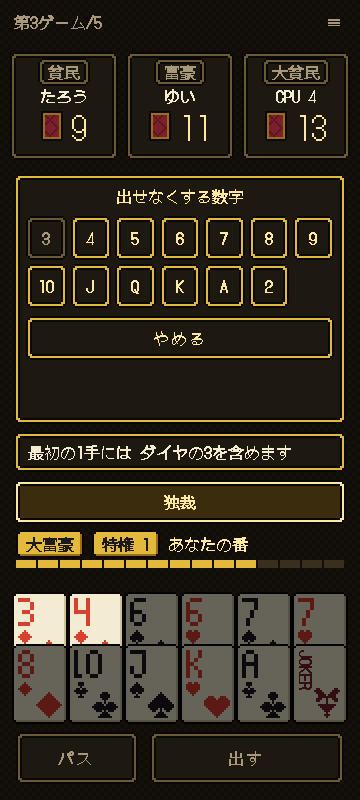 第3ゲーム/5
貧民
たろう
9
富豪
ゆい
11
大貧民
CPU 4
13
出せなくする数字
3 4 5 6 7 8 9
10 J Q K A 2
やめる
最初の1手には ダイヤの3を含めます
独裁
大富豪 特権 1 あなたの番
3 4 6 6 7 7
8 10 J K A JOKER
パス 出す